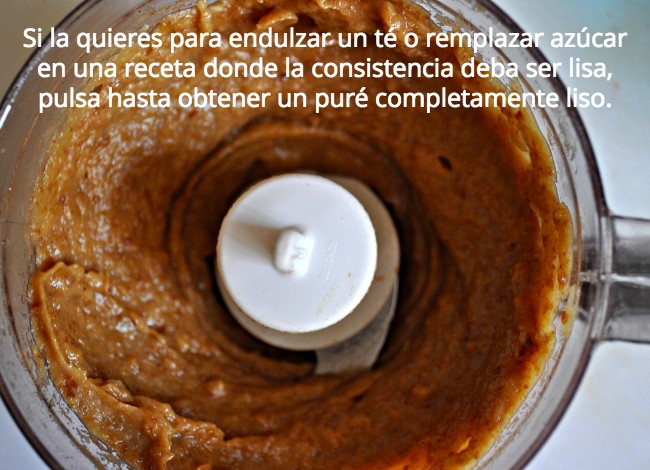 Si la quieres para endulzar un té o remplazar azúcar
en una receta donde la consistencia deba ser lisa,
pulsa hasta obtener un puré completamente liso.